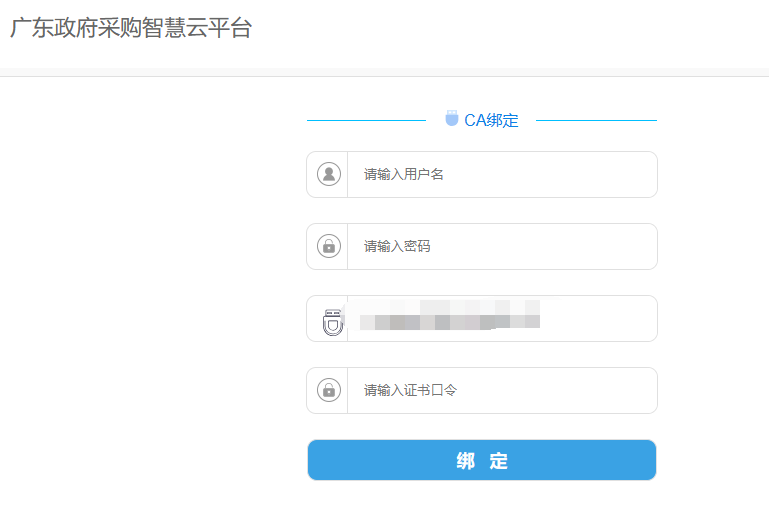 广东政府采购智慧云平台
CA绑定
请输入用户名
请输入密码
请输入证书口令
绑 定